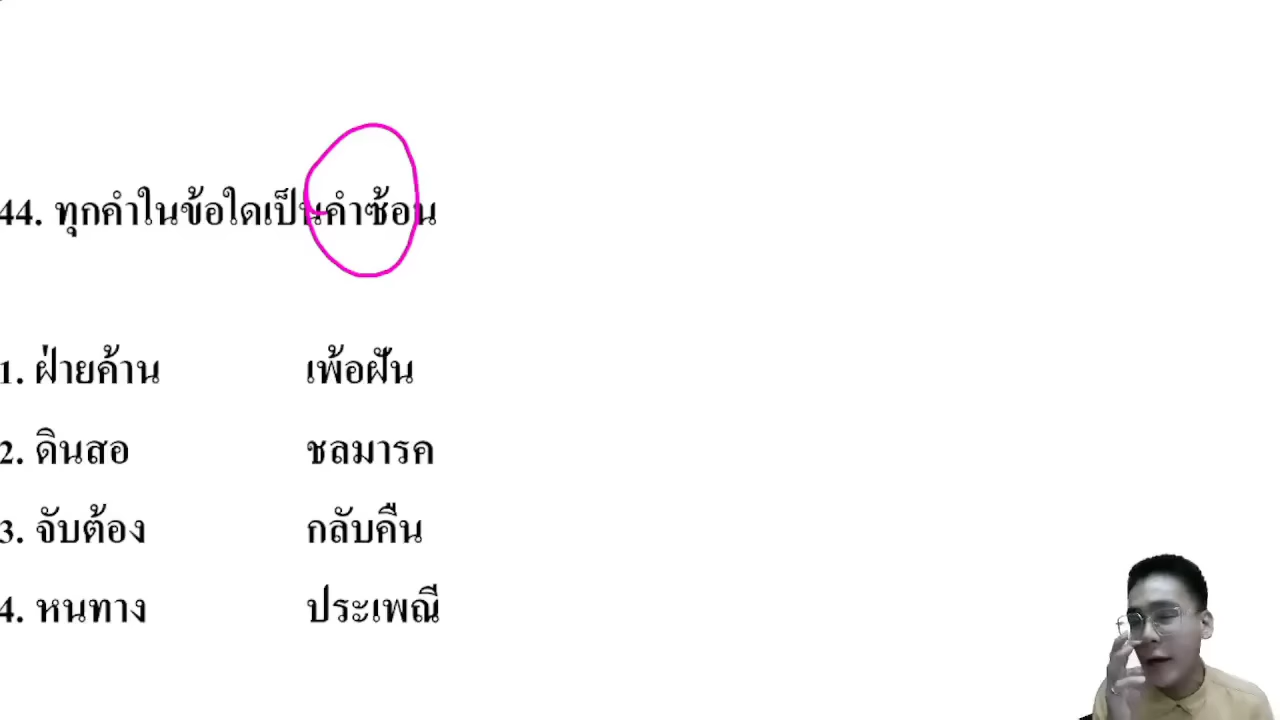 44. ทุกคำในข้อใดเป็นคำซ้อน
1. ฝ่ายค้าน เพ้อฝัน
2. ดินสอ ชลมารค
3. จับต้อง กลับคืน
4. หนทาง ประเพณี